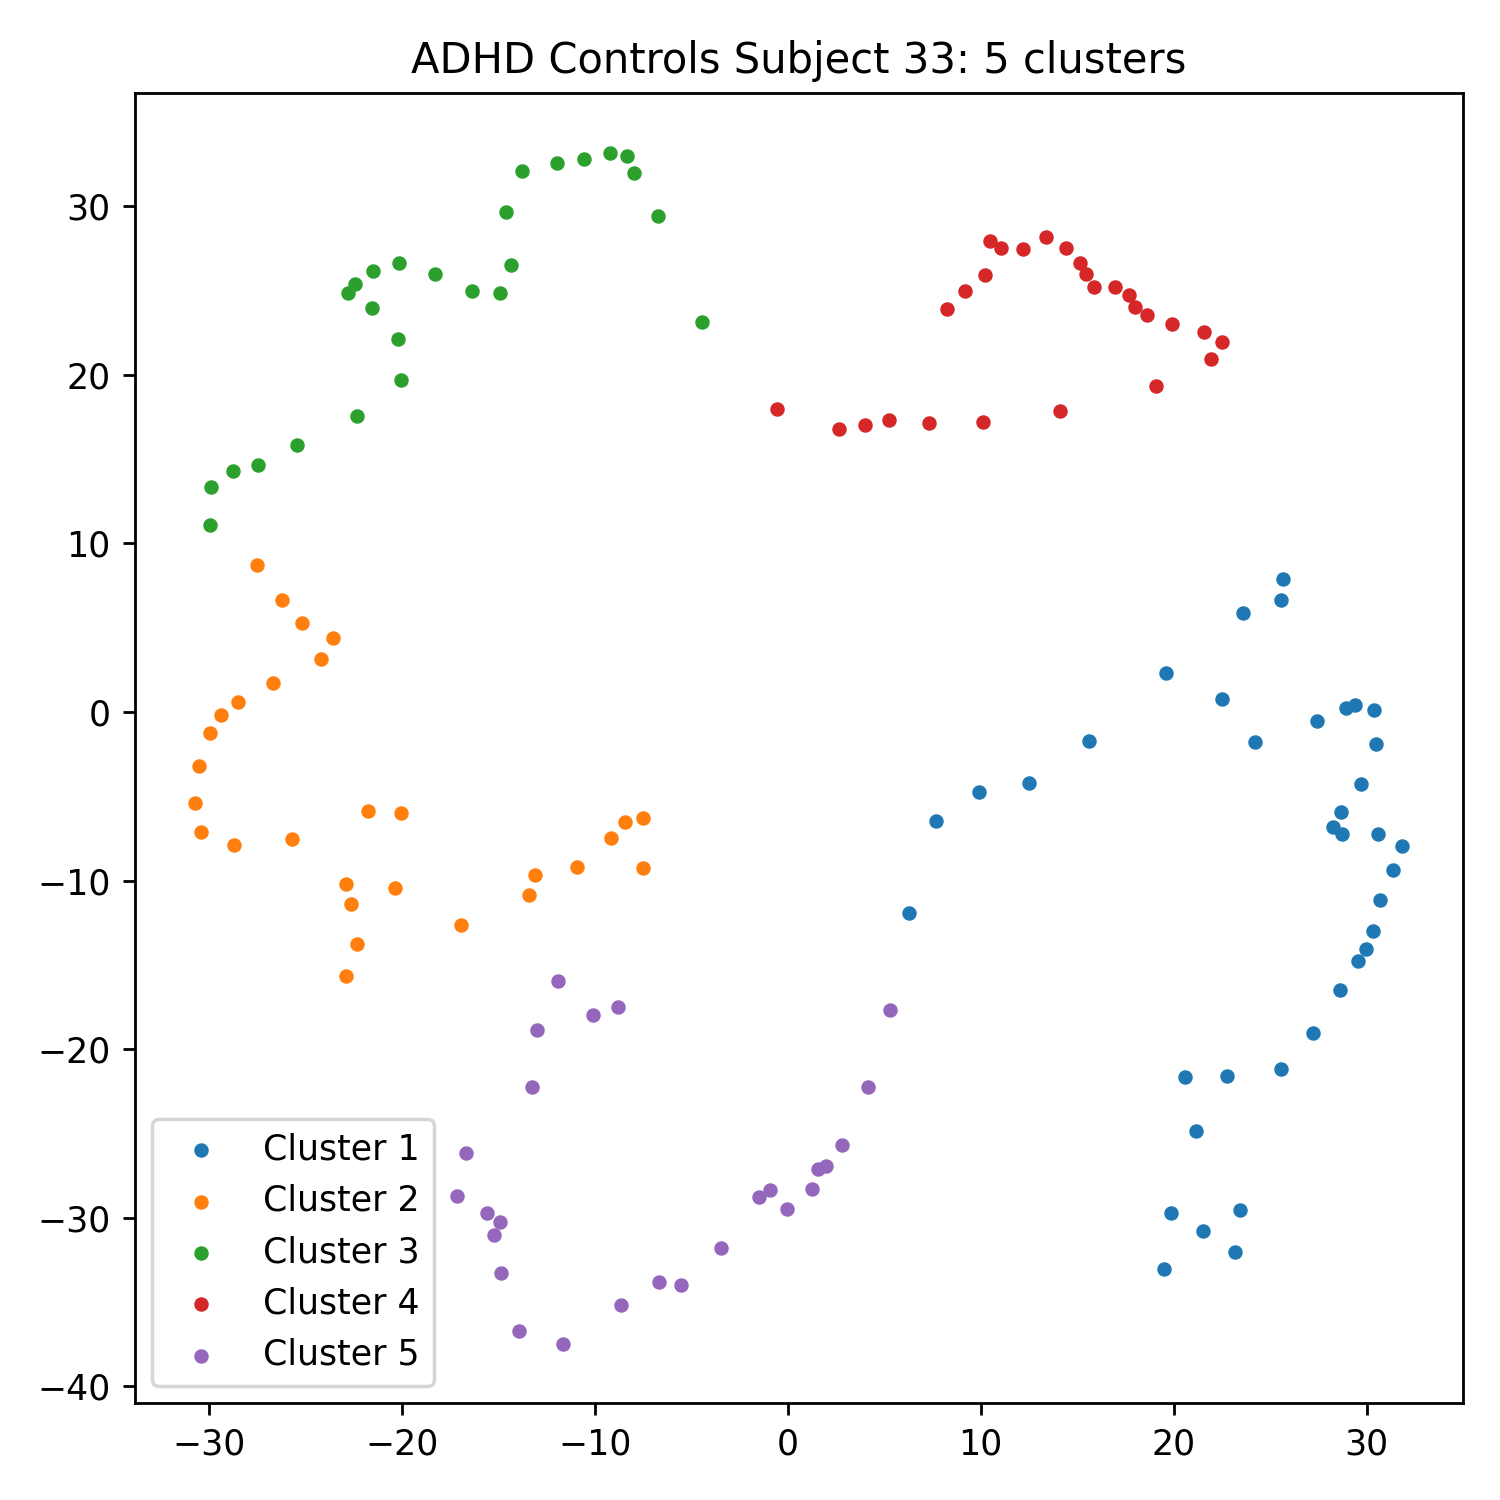 ADHD Controls Subject 33: 5 clusters
30
20
10
0
−10
−20
−30
−40
Cluster 1
Cluster 2
Cluster 3
Cluster 4
Cluster 5
−30 −20 −10 0 10 20 30